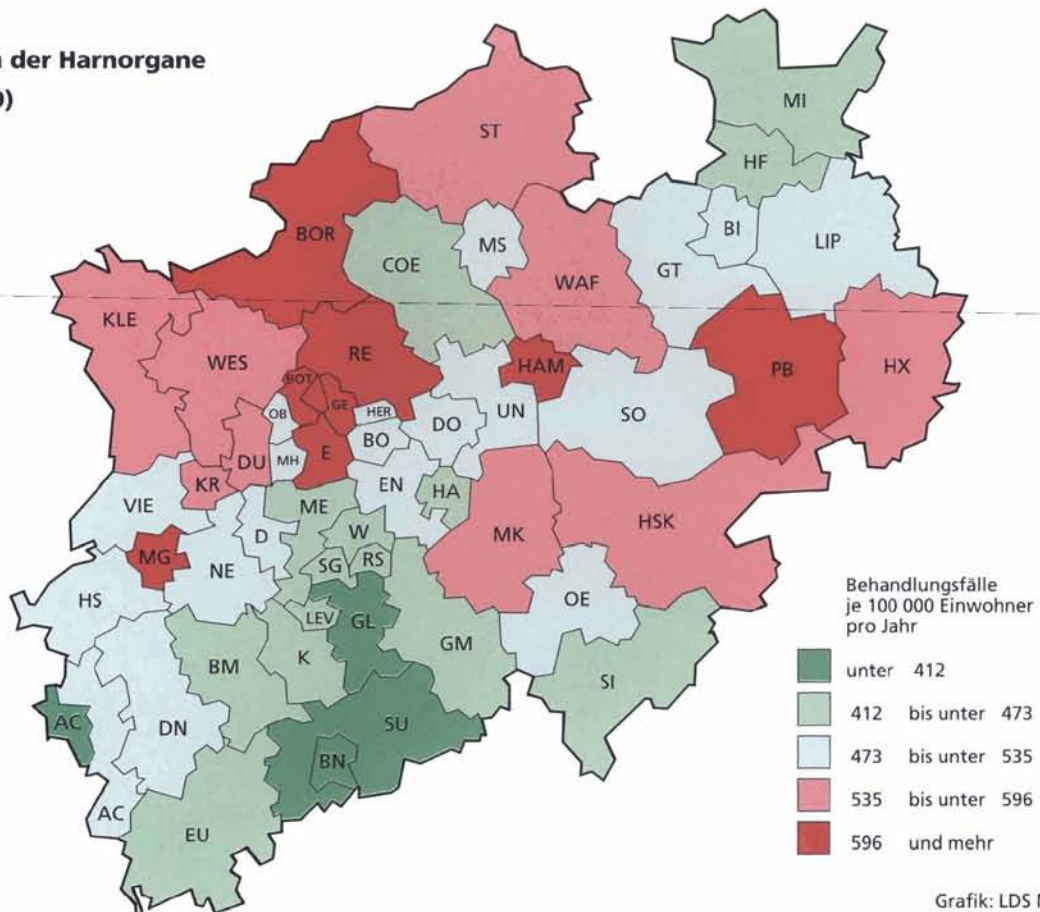 der Harnorgane
MI
ST
HF
BOR
MS
BI
LIP
COE
GT
WAF
KLE
WES
RE
HAM
PB
HX
BOT
GE
OB
HER
UN
DO
SO
BO
E
DU
MH
KR
EN
HA
VIE
ME
HSK
D
W
MK
MG
NE
SG
RS
HS
OE
LEV
GL
BM
K
GM
SI
AC
DN
SU
BN
AC
EU
Behandlungsfälle
je 100 000 Einwohner
pro Jahr
unter 412
412 bis unter 473
473 bis unter 535
535 bis unter 596
596 und mehr
Grafik: LDS